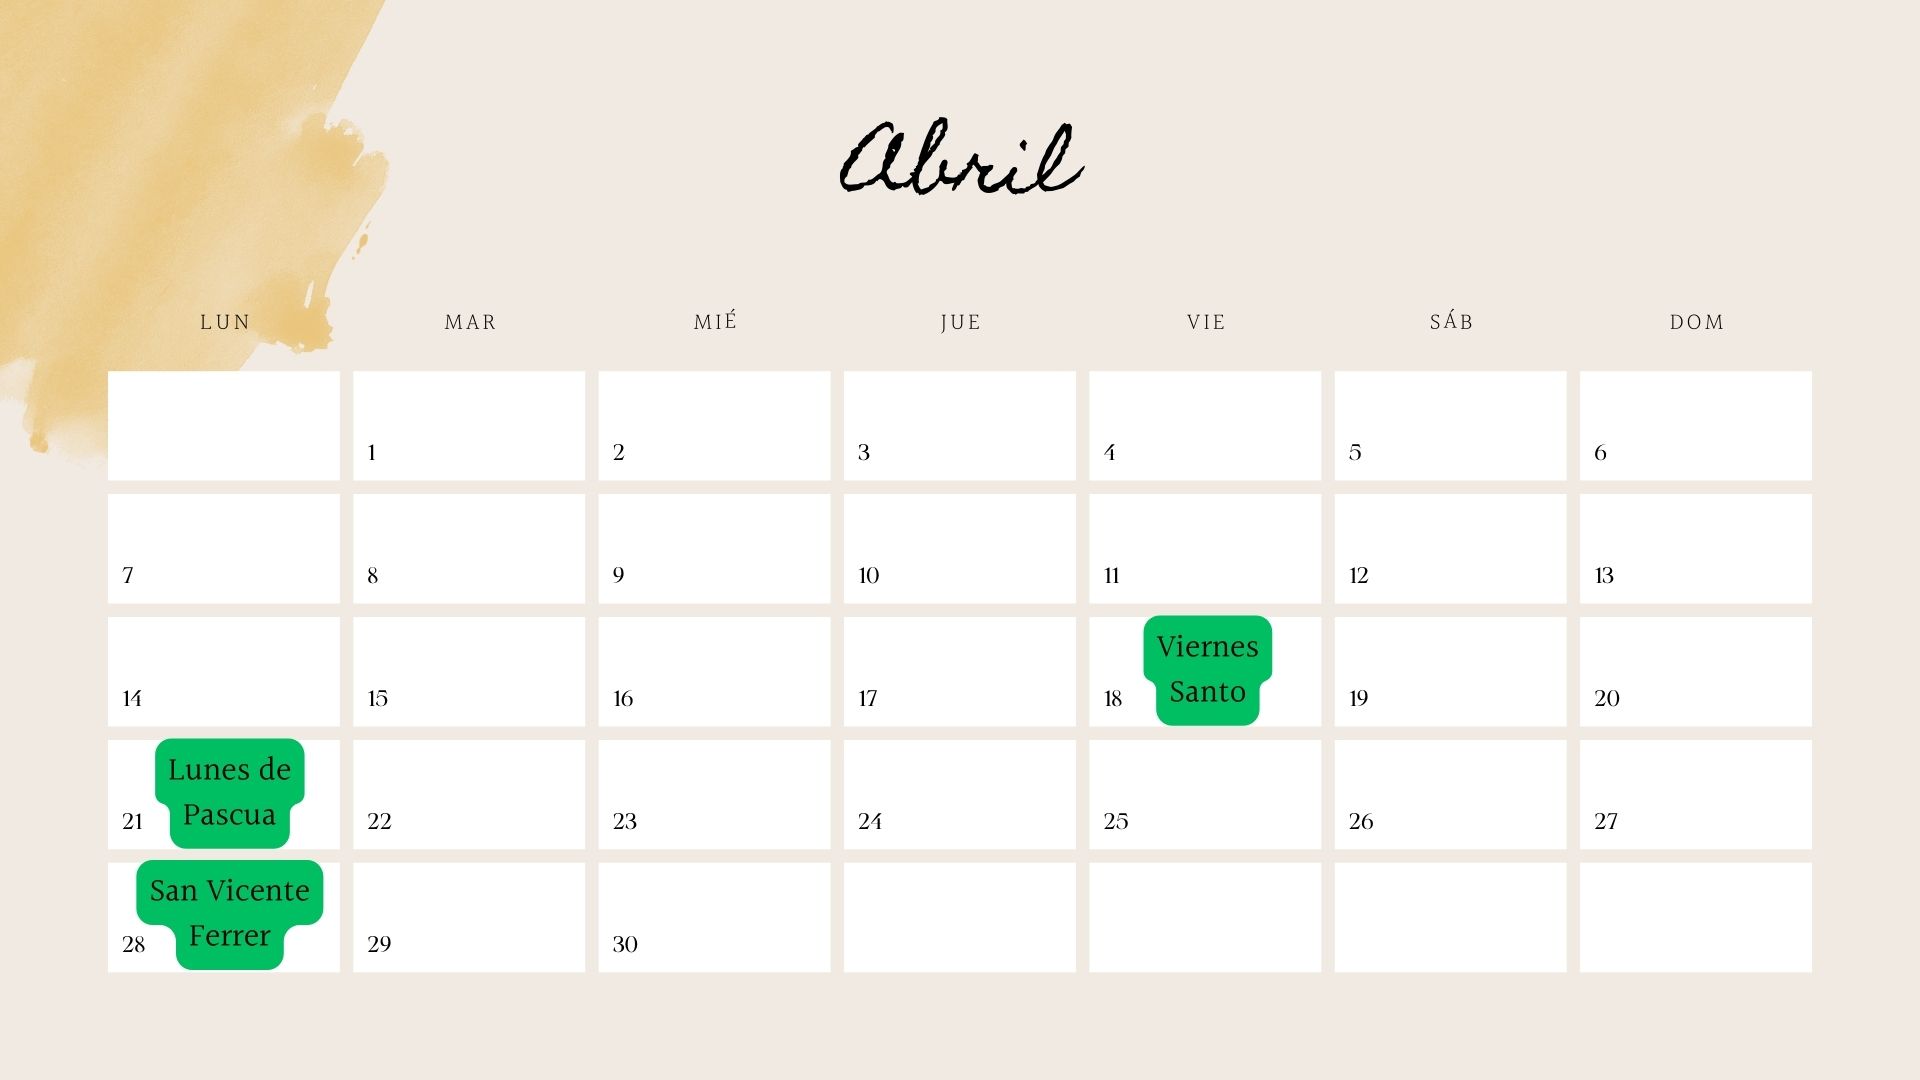 Abril
LUN MAR MIÉ JUE VIE SÁB DOM
1 2 3 4 5 6
7 8 9 10 11 12 13
Viernes
Santo
14 15 16 17 18 19 20
Lunes de
Pascua
21 22 23 24 25 26 27
San Vicente
Ferrer
28 29 30